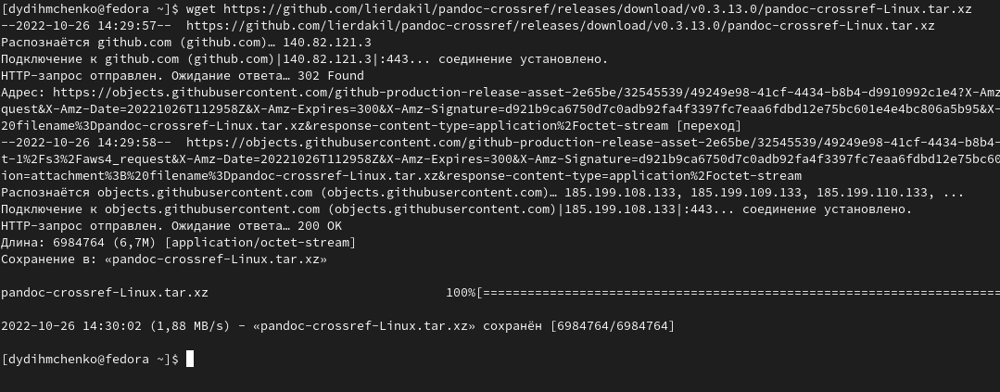 [dydihmchenko@fedora ~]$ wget https://github.com/lierdakil/pandoc-crossref/releases/download/v0.3.13.0/pandoc-crossref-Linux.tar.xz
--2022-10-26 14:29:57--  https://github.com/lierdakil/pandoc-crossref/releases/download/v0.3.13.0/pandoc-crossref-Linux.tar.xz
Распознаётся github.com (github.com)… 140.82.121.3
Подключение к github.com (github.com)|140.82.121.3|:443... соединение установлено.
HTTP-запрос отправлен. Ожидание ответа… 302 Found
Адрес: https://objects.githubusercontent.com/github-production-release-asset-2e65be/32545539/49249e98-41cf-4434-b8b4-d9910992c1e4?X-Amz
quest&X-Amz-Date=20221026T112958Z&X-Amz-Expires=300&X-Amz-Signature=d921b9ca6750d7c0adb92fa4f3397fc7eaa6fdbd12e75bc601e4e4bc806a5b95&X-
20filename%3Dpandoc-crossref-Linux.tar.xz&response-content-type=application%2Foctet-stream [переход]
--2022-10-26 14:29:58--  https://objects.githubusercontent.com/github-production-release-asset-2e65be/32545539/49249e98-41cf-4434-b8b4-
t-1%2Fs3%2Faws4_request&X-Amz-Date=20221026T112958Z&X-Amz-Expires=300&X-Amz-Signature=d921b9ca6750d7c0adb92fa4f3397fc7eaa6fdbd12e75bc60
ion=attachment%3B%20filename%3Dpandoc-crossref-Linux.tar.xz&response-content-type=application%2Foctet-stream
Распознаётся objects.githubusercontent.com (objects.githubusercontent.com)… 185.199.108.133, 185.199.109.133, 185.199.110.133, ...
Подключение к objects.githubusercontent.com (objects.githubusercontent.com)|185.199.108.133|:443... соединение установлено.
HTTP-запрос отправлен. Ожидание ответа… 200 OK
Длина: 6984764 (6,7M) [application/octet-stream]
Сохранение в: «pandoc-crossref-Linux.tar.xz»
pandoc-crossref-Linux.tar.xz 100%[======================================================================
2022-10-26 14:30:02 (1,88 MB/s) - «pandoc-crossref-Linux.tar.xz» сохранён [6984764/6984764]
[dydihmchenko@fedora ~]$